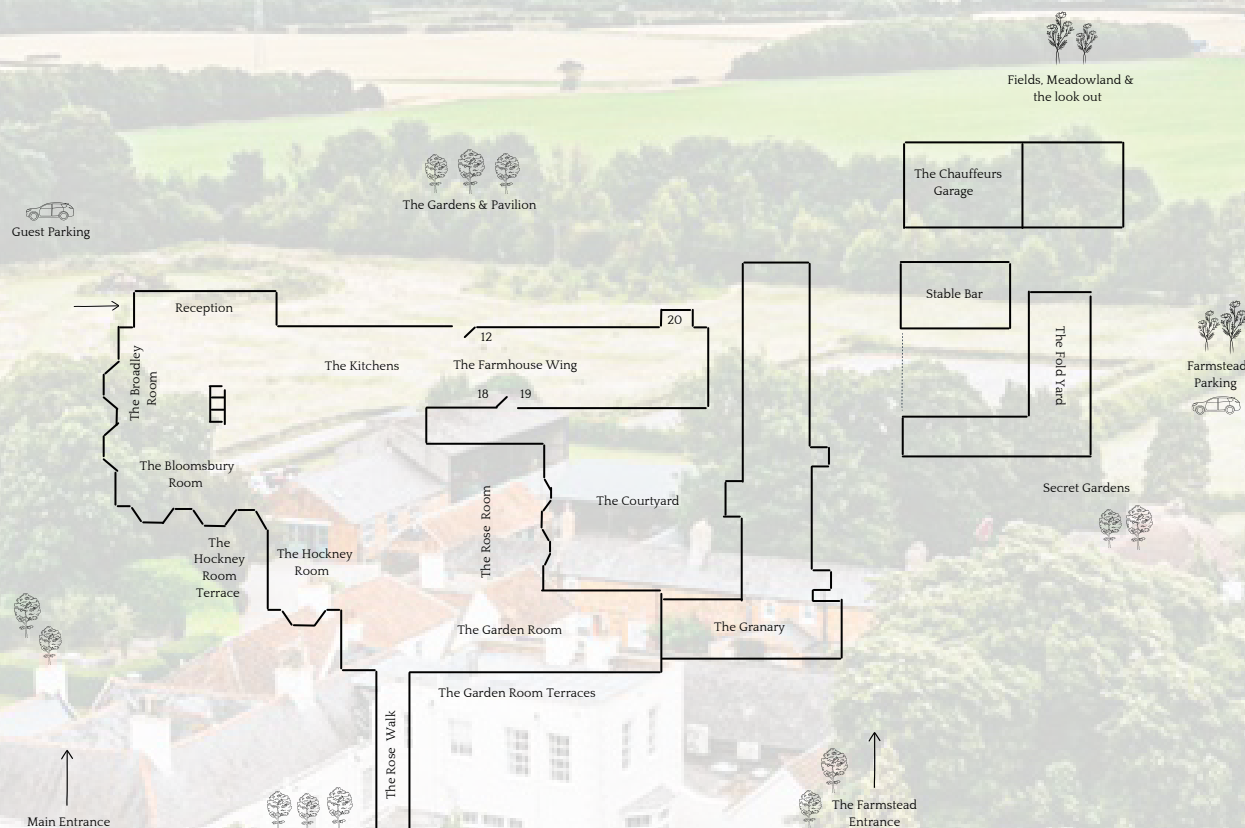 Fields, Meadowland &
the look out
The Chauffeurs
Garage
The Gardens & Pavilion
Guest Parking
Reception
Stable Bar
20
12
The Kitchens
The Farmhouse Wing
The Fold Yard
Farmstead
Parking
The Broadley
Room
18
19
The Bloomsbury
Room
The Courtyard
Secret Gardens
The Rose Room
The
Hockney
Room
Terrace
The Hockney
Room
The Garden Room
The Granary
The Garden Room Terraces
The Rose Walk
Main Entrance
The Farmstead
Entrance